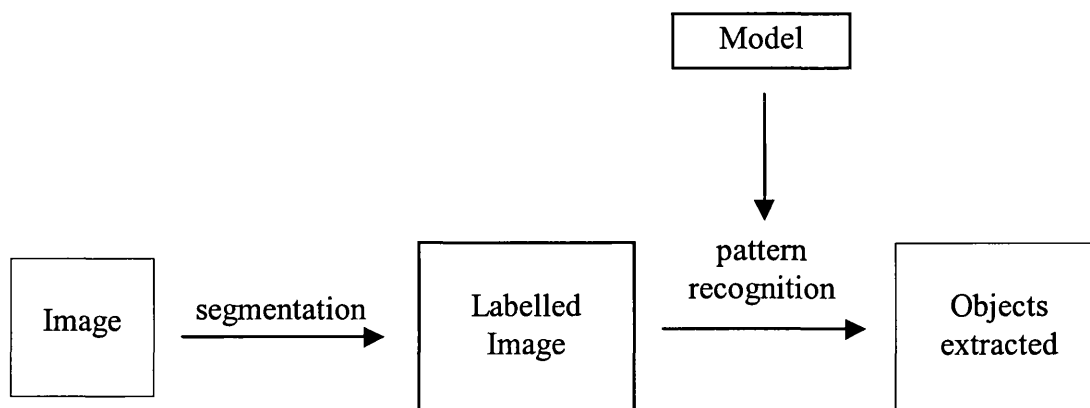 Model
pattern
recognition
Image
segmentation
Labelled
Image
Objects
extracted